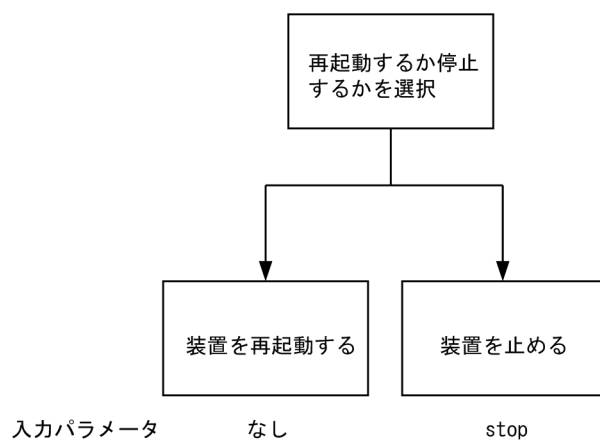 再起動するか停止
するかを選択
装置を再起動する
装置を止める
入力パラメータ
なし
stop